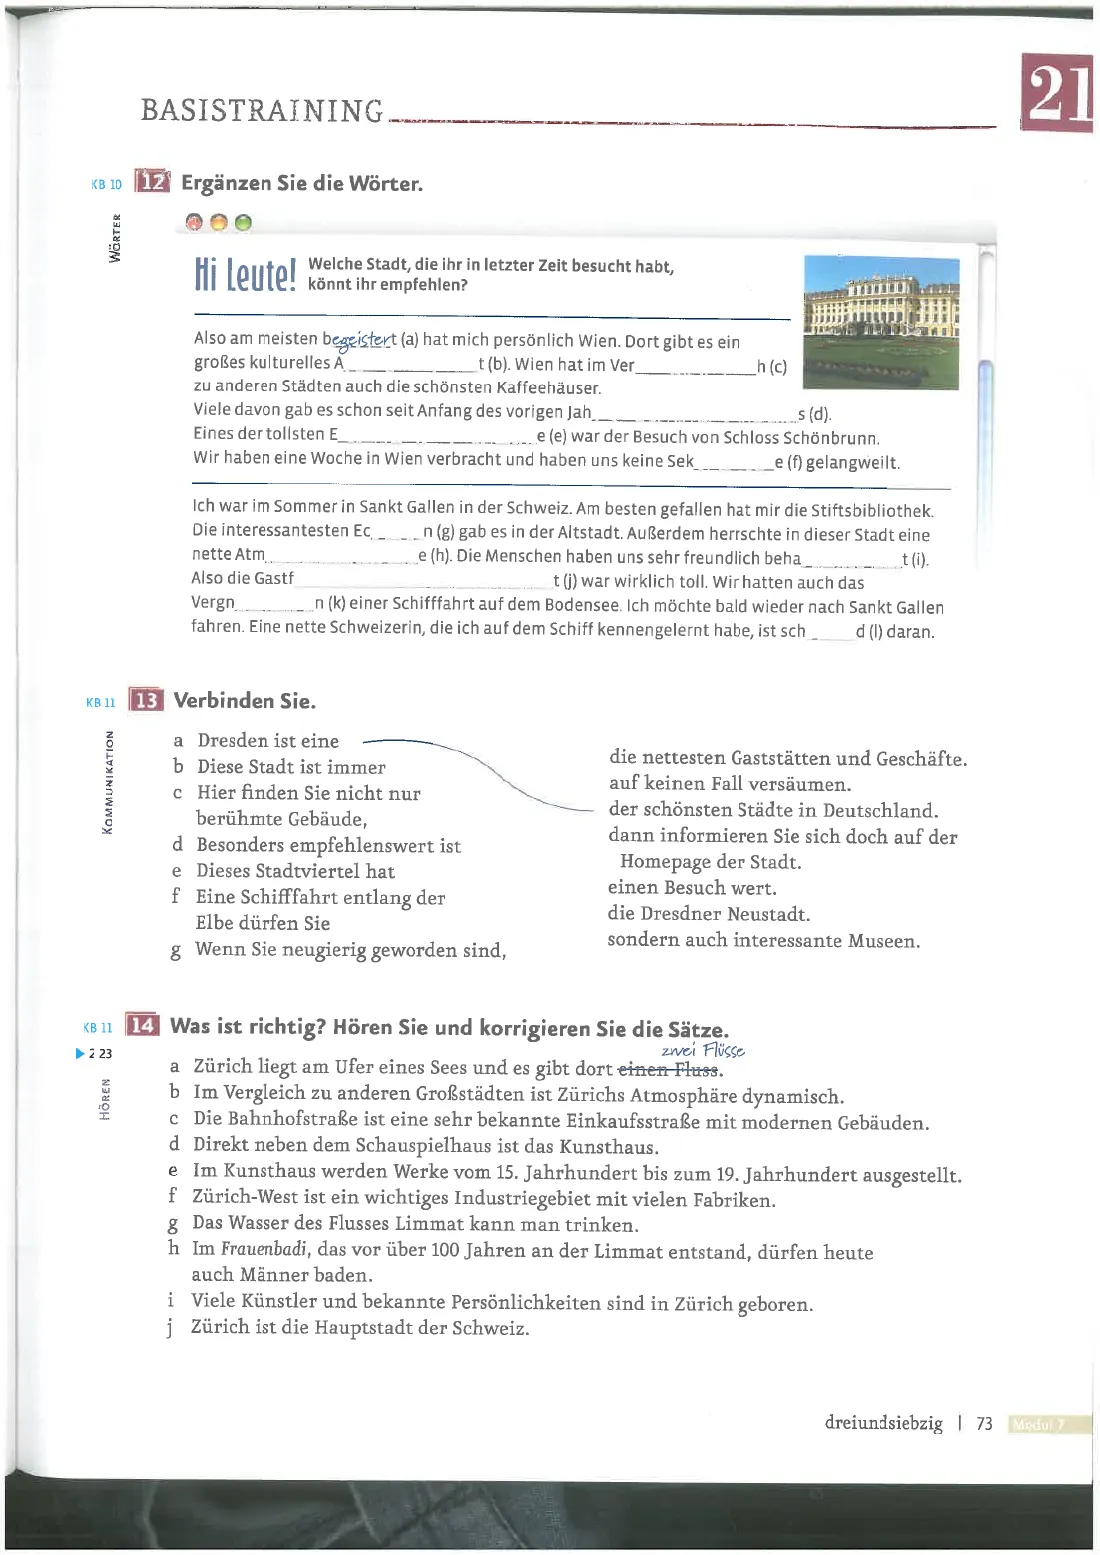 21
BASISTRAINING
KB 10 12 Ergänzen Sie die Wörter.
WÖRTER
Hi Leute! Welche Stadt, die ihr in letzter Zeit besucht habt,
könnt ihr empfehlen?
Also am meisten begeistert (a) hat mich persönlich Wien. Dort gibt es ein
großes kulturelles A____________t (b). Wien hat im Ver____________h (c)
zu anderen Städten auch die schönsten Kaffeehäuser.
Viele davon gab es schon seit Anfang des vorigen Jah____________________s (d).
Eines der tollsten E____________________e (e) war der Besuch von Schloss Schönbrunn.
Wir haben eine Woche in Wien verbracht und haben uns keine Sek________e (f) gelangweilt.
Ich war im Sommer in Sankt Gallen in der Schweiz. Am besten gefallen hat mir die Stiftsbibliothek.
Die interessantesten Ec_____n (g) gab es in der Altstadt. Außerdem herrschte in dieser Stadt eine
nette Atm_______________e (h). Die Menschen haben uns sehr freundlich beha__________t (i).
Also die Gastf__________________________t (j) war wirklich toll. Wir hatten auch das
Vergn________n (k) einer Schifffahrt auf dem Bodensee. Ich möchte bald wieder nach Sankt Gallen
fahren. Eine nette Schweizerin, die ich auf dem Schiff kennengelernt habe, ist sch_____d (l) daran.
KB 11 13 Verbinden Sie.
KOMMUNIKATION
a Dresden ist eine
b Diese Stadt ist immer
c Hier finden Sie nicht nur
berühmte Gebäude,
d Besonders empfehlenswert ist
e Dieses Stadtviertel hat
f Eine Schifffahrt entlang der
Elbe dürfen Sie
g Wenn Sie neugierig geworden sind,
die nettesten Gaststätten und Geschäfte.
auf keinen Fall versäumen.
der schönsten Städte in Deutschland.
dann informieren Sie sich doch auf der
Homepage der Stadt.
einen Besuch wert.
die Dresdner Neustadt.
sondern auch interessante Museen.
KB 11 14 Was ist richtig? Hören Sie und korrigieren Sie die Sätze.
▶ 2 23
HÖREN
zwei Flüsse
a Zürich liegt am Ufer eines Sees und es gibt dort einen Fluss.
b Im Vergleich zu anderen Großstädten ist Zürichs Atmosphäre dynamisch.
c Die Bahnhofstraße ist eine sehr bekannte Einkaufsstraße mit modernen Gebäuden.
d Direkt neben dem Schauspielhaus ist das Kunsthaus.
e Im Kunsthaus werden Werke vom 15. Jahrhundert bis zum 19. Jahrhundert ausgestellt.
f Zürich-West ist ein wichtiges Industriegebiet mit vielen Fabriken.
g Das Wasser des Flusses Limmat kann man trinken.
h Im Frauenbadi, das vor über 100 Jahren an der Limmat entstand, dürfen heute
auch Männer baden.
i Viele Künstler und bekannte Persönlichkeiten sind in Zürich geboren.
j Zürich ist die Hauptstadt der Schweiz.
dreiundsiebzig | 73 Modul 7